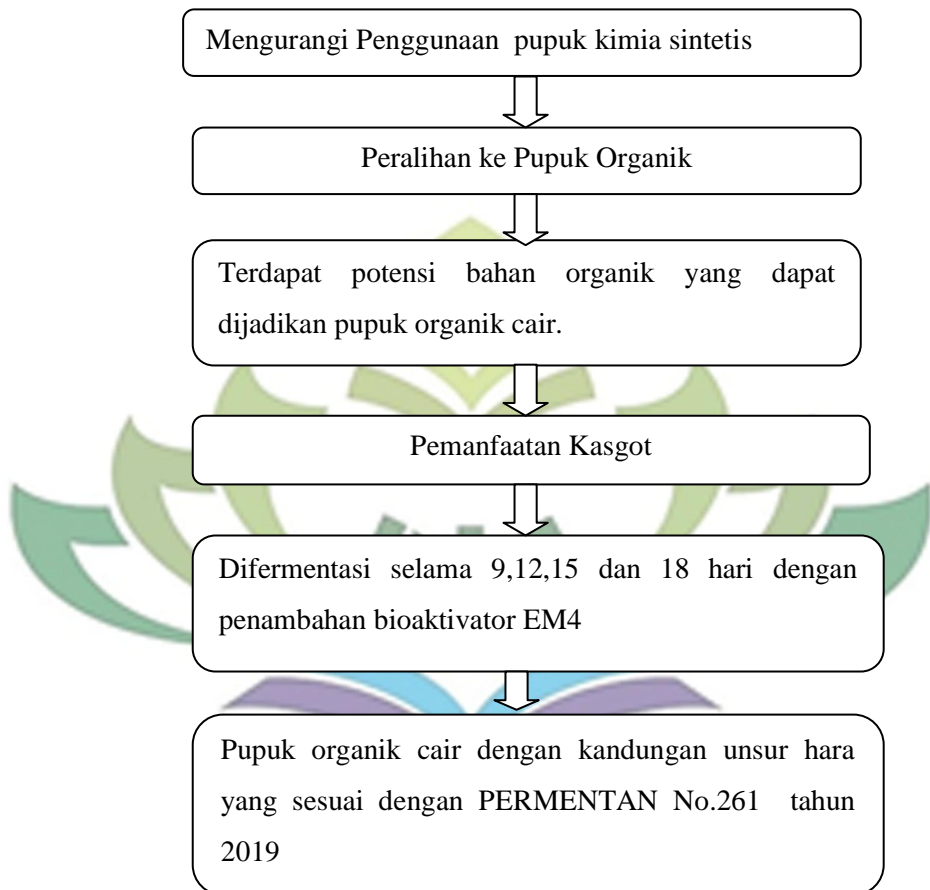 Mengurangi Penggunaan pupuk kimia sintetis
Peralihan ke Pupuk Organik
Terdapat potensi bahan organik yang dapat
dijadikan pupuk organik cair.
Pemanfaatan Kasgot
Difermentasi selama 9,12,15 dan 18 hari dengan
penambahan bioaktivator EM4
Pupuk organik cair dengan kandungan unsur hara
yang sesuai dengan PERMENTAN No.261 tahun
2019